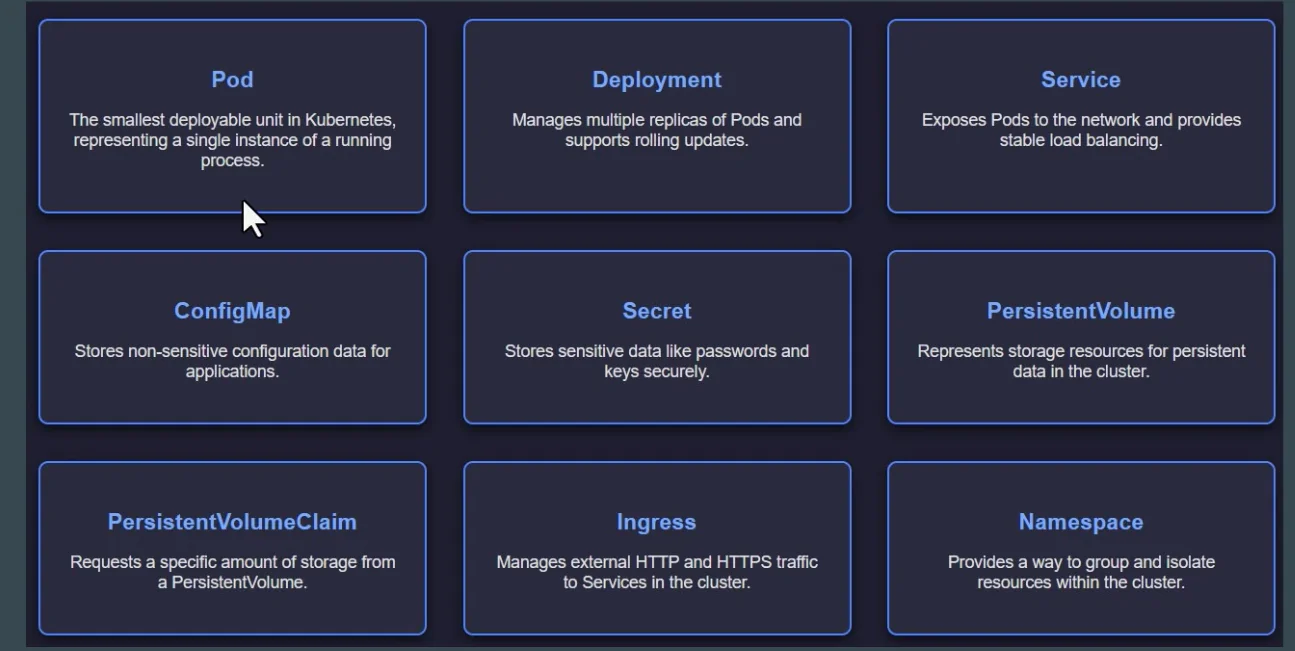 Pod
The smallest deployable unit in Kubernetes,
representing a single instance of a running
process.
Deployment
Manages multiple replicas of Pods and
supports rolling updates.
Service
Exposes Pods to the network and provides
stable load balancing.
ConfigMap
Stores non-sensitive configuration data for
applications.
Secret
Stores sensitive data like passwords and
keys securely.
PersistentVolume
Represents storage resources for persistent
data in the cluster.
PersistentVolumeClaim
Requests a specific amount of storage from
a PersistentVolume.
Ingress
Manages external HTTP and HTTPS traffic
to Services in the cluster.
Namespace
Provides a way to group and isolate
resources within the cluster.